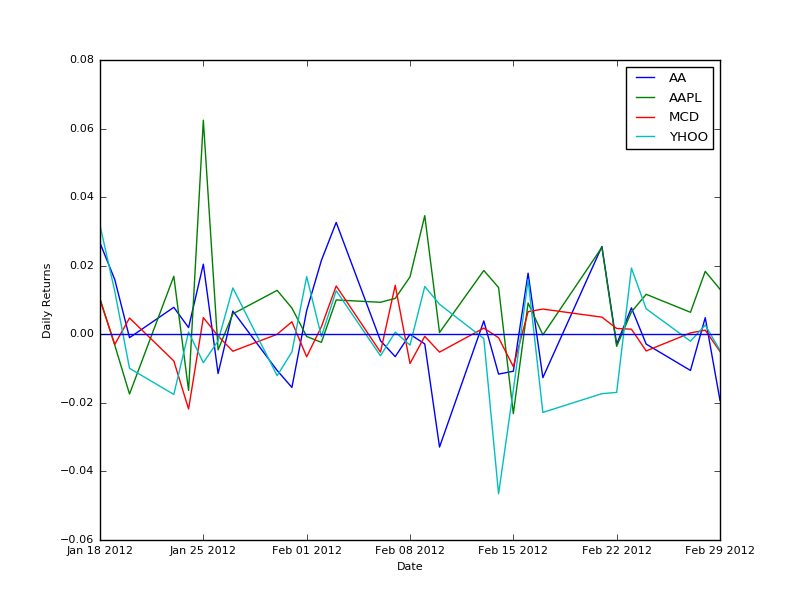 0.08
0.06
0.04
0.02
0.00
−0.02
−0.04
−0.06
Daily Returns
AA
AAPL
MCD
YHOO
Jan 18 2012
Jan 25 2012
Feb 01 2012
Feb 08 2012
Feb 15 2012
Feb 22 2012
Feb 29 2012
Date